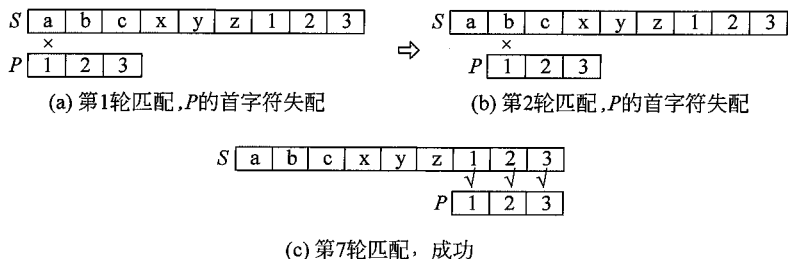 S a b c x y z 1 2 3
×
P 1 2 3
(a) 第1轮匹配,P的首字符失配
⇨
S a b c x y z 1 2 3
×
P 1 2 3
(b) 第2轮匹配,P的首字符失配
S a b c x y z 1 2 3
√ √ √
P 1 2 3
(c) 第7轮匹配，成功